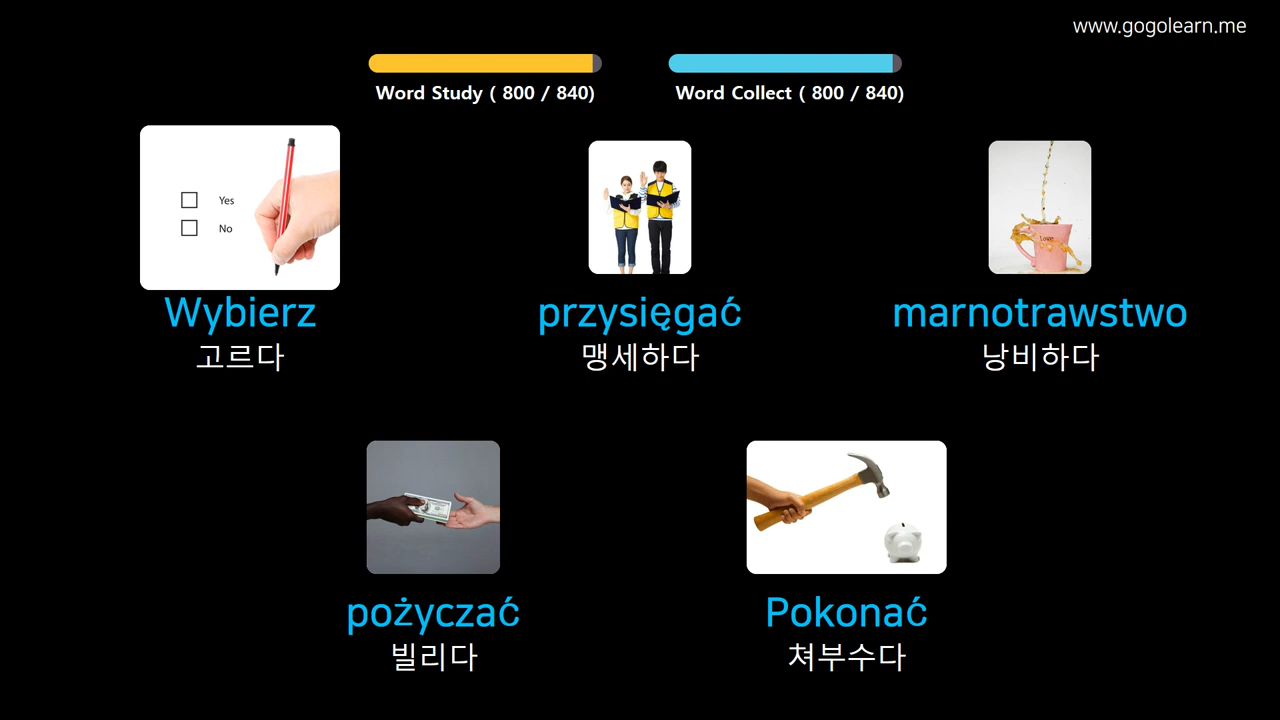 www.gogolearn.me
Word Study ( 800 / 840)
Word Collect ( 800 / 840)
Yes
No
Love
Wybierz
고르다
przysięgać
맹세하다
marnotrawstwo
낭비하다
pożyczać
빌리다
Pokonać
쳐부수다